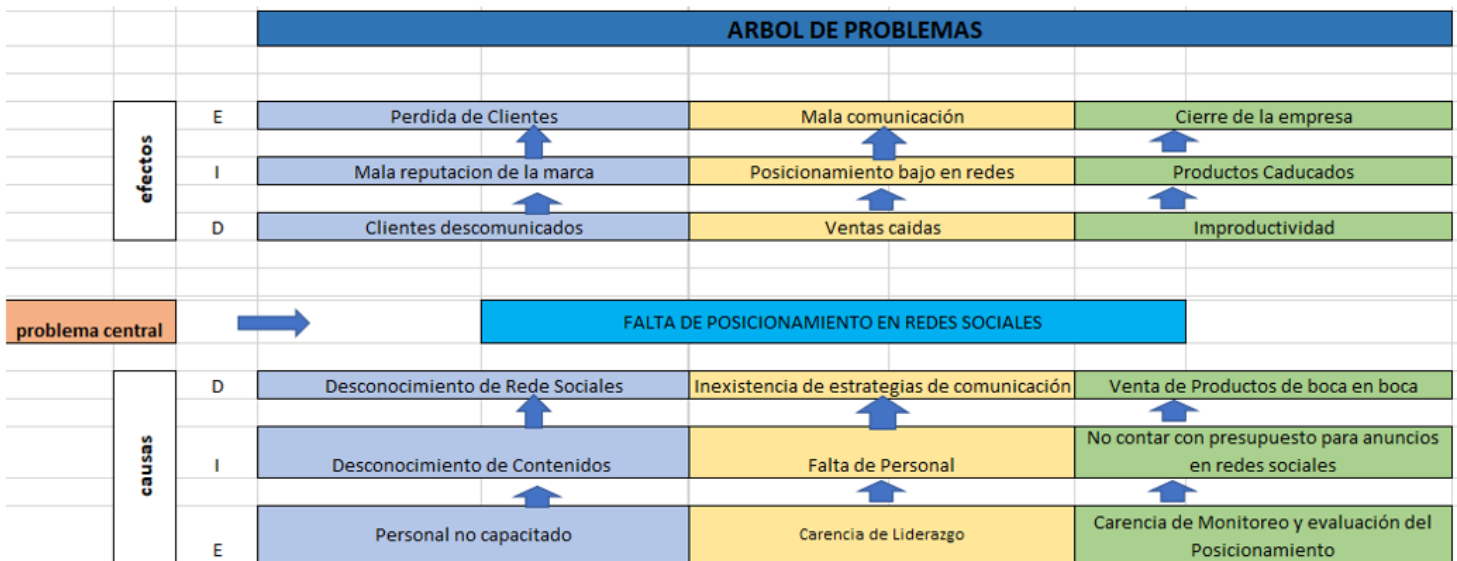 ARBOL DE PROBLEMAS
efectos
E
Perdida de Clientes
Mala comunicación
Cierre de la empresa
I
Mala reputacion de la marca
Posicionamiento bajo en redes
Productos Caducados
D
Clientes descomunicados
Ventas caidas
Improductividad
problema central
FALTA DE POSICIONAMIENTO EN REDES SOCIALES
causas
D
Desconocimiento de Rede Sociales
Inexistencia de estrategias de comunicación
Venta de Productos de boca en boca
I
Desconocimiento de Contenidos
Falta de Personal
No contar con presupuesto para anuncios
en redes sociales
E
Personal no capacitado
Carencia de Liderazgo
Carencia de Monitoreo y evaluación del
Posicionamiento